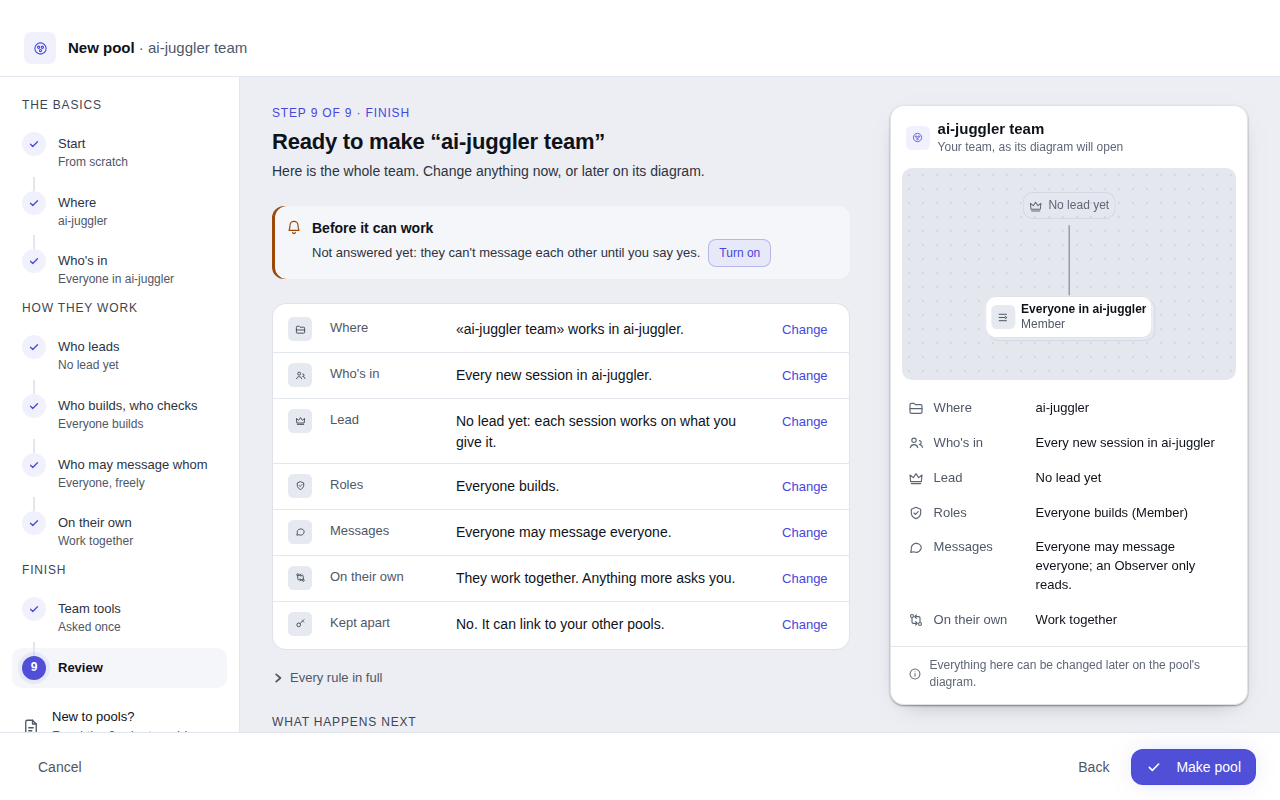 New pool · ai-juggler team
THE BASICS
Start
From scratch
Where
ai-juggler
Who's in
Everyone in ai-juggler
HOW THEY WORK
Who leads
No lead yet
Who builds, who checks
Everyone builds
Who may message whom
Everyone, freely
On their own
Work together
FINISH
Team tools
Asked once
9
Review
New to pools?
STEP 9 OF 9 · FINISH
Ready to make “ai-juggler team”
Here is the whole team. Change anything now, or later on its diagram.
Before it can work
Not answered yet: they can't message each other until you say yes.
Turn on
Where
«ai-juggler team» works in ai-juggler.
Change
Who's in
Every new session in ai-juggler.
Change
Lead
No lead yet: each session works on what you
give it.
Change
Roles
Everyone builds.
Change
Messages
Everyone may message everyone.
Change
On their own
They work together. Anything more asks you.
Change
Kept apart
No. It can link to your other pools.
Change
Every rule in full
WHAT HAPPENS NEXT
ai-juggler team
Your team, as its diagram will open
No lead yet
Everyone in ai-juggler
Member
Where
ai-juggler
Who's in
Every new session in ai-juggler
Lead
No lead yet
Roles
Everyone builds (Member)
Messages
Everyone may message
everyone; an Observer only
reads.
On their own
Work together
Everything here can be changed later on the pool's
diagram.
Cancel
Back
Make pool